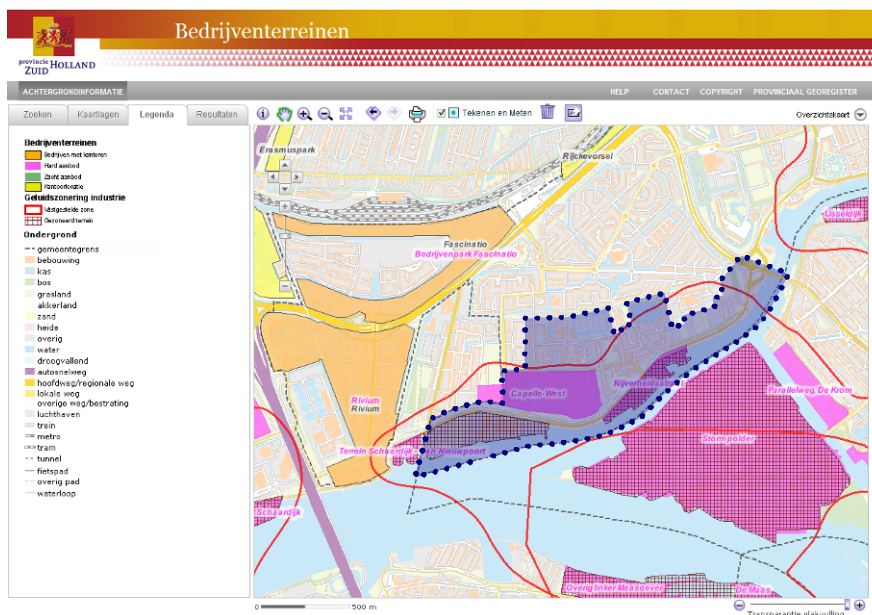 Bedrijventerreinen
provincie
ZUID HOLLAND
ACHTERGRONDINFORMATIE
HELP CONTACT COPYRIGHT PROVINCIAAL GEOREGISTER
Zoeken Kaartlagen Legenda Resultaten
Tekenen en Meten
Overzichtskaart
Bedrijventerreinen
Bedrijven met kantoren
Hard aanbod
Zacht aanbod
Kantoorlocatie
Geluidszonering industrie
Vastgestelde zone
Gezoneerd terrein
Ondergrond
gemeentegrens
bebouwing
kas
bos
grasland
akkerland
zand
heide
overig
water
droogvallend
autosnelweg
hoofdweg/regionale weg
lokale weg
overige weg/bestrating
luchthaven
trein
metro
tram
tunnel
fietspad
overig pad
waterloop
Erasmuspark
Rijckevorsel
IJsseldijk
Fascinatio
Bedrijvenpark Fascinatio
Nijverheidsstraat
Capelle-West
Parallelweg, De Krom
Rivium
Rivium
Stormpolder
Terrein Schaardijk - van Nieuwpoort
Schaardijk
Overig linker Maasoever
De Maas
0 500 m
Transparantie vlakvulling